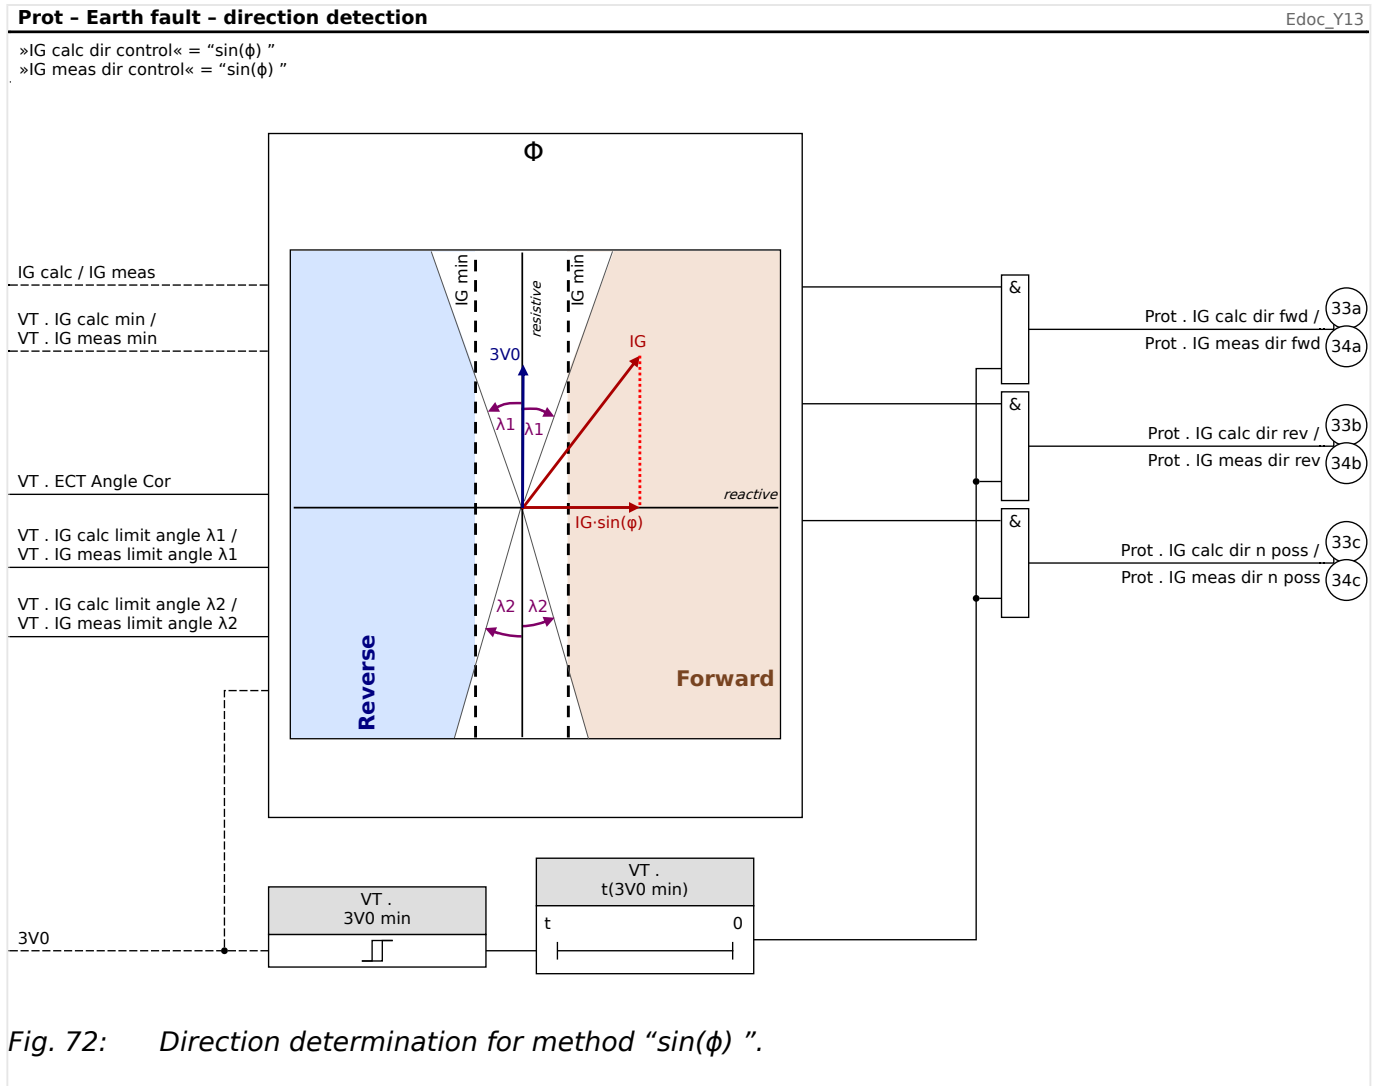 Prot – Earth fault – direction detection
Edoc_Y13
»IG calc dir control« = “sin(ϕ) ”
»IG meas dir control« = “sin(ϕ) ”
Φ
IG calc / IG meas
VT . IG calc min /
VT . IG meas min
VT . ECT Angle Cor
VT . IG calc limit angle λ1 /
VT . IG meas limit angle λ1
VT . IG calc limit angle λ2 /
VT . IG meas limit angle λ2
3V0
IG min
resistive
IG min
3V0
IG
λ1
λ1
reactive
IG·sin(φ)
λ2
λ2
Reverse
Forward
&
Prot . IG calc dir fwd /
33a
Prot . IG meas dir fwd
34a
&
Prot . IG calc dir rev /
33b
Prot . IG meas dir rev
34b
&
Prot . IG calc dir n poss /
33c
Prot . IG meas dir n poss
34c
VT .
3V0 min
VT .
t(3V0 min)
t
0
Fig. 72: Direction determination for method “sin(ϕ) ”.